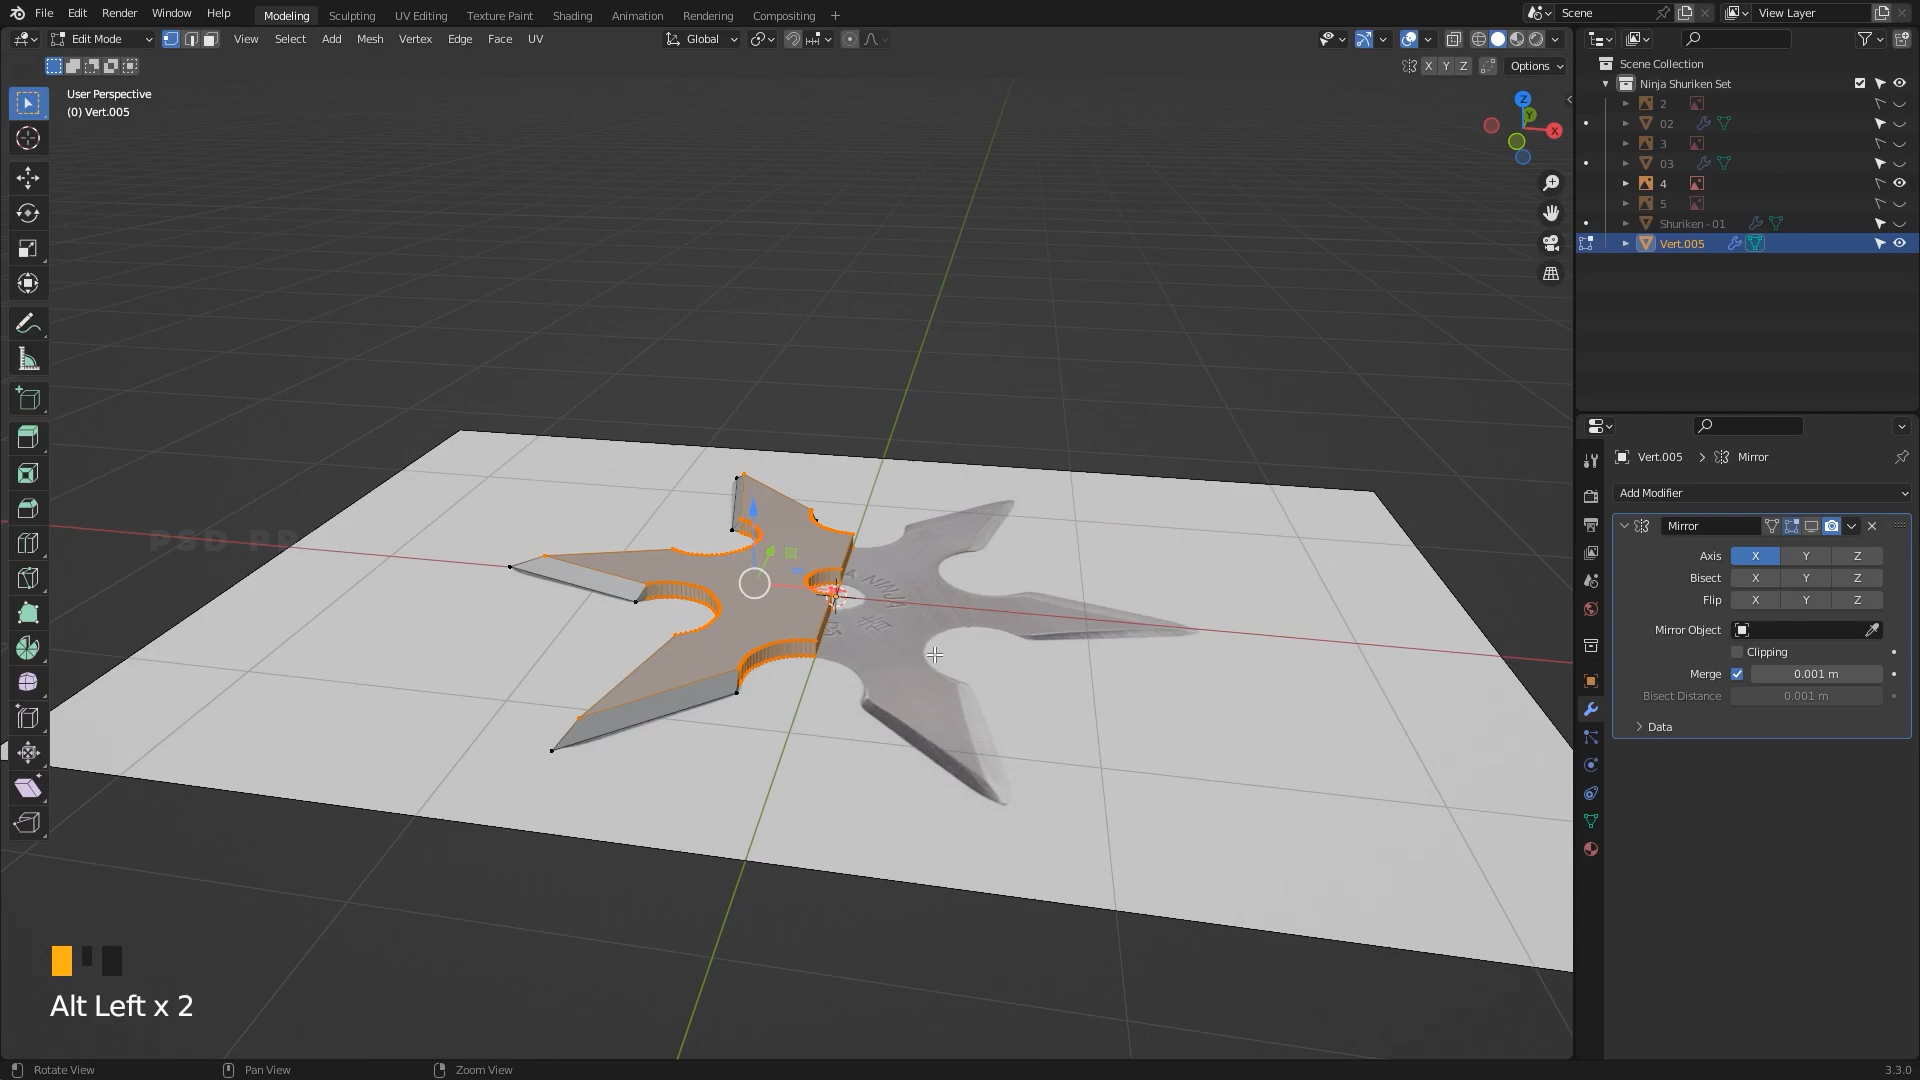 File Edit Render Window Help Modeling Sculpting UV Editing Texture Paint Shading Animation Rendering Compositing + Scene View Layer
Edit Mode View Select Add Mesh Vertex Edge Face UV Global
X Y Z Options
User Perspective
(0) Vert.005
Z
Y
X
Scene Collection
Ninja Shuriken Set
2
02
3
03
4
5
Shuriken - 01
Vert.005
Vert.005 > Mirror
Add Modifier
Mirror
Axis X Y Z
Bisect X Y Z
Flip X Y Z
Mirror Object
Clipping
Merge 0.001 m
Bisect Distance 0.001 m
Data
PSD PR
A NINJA
Alt Left x 2
Rotate View Pan View Zoom View 3.3.0